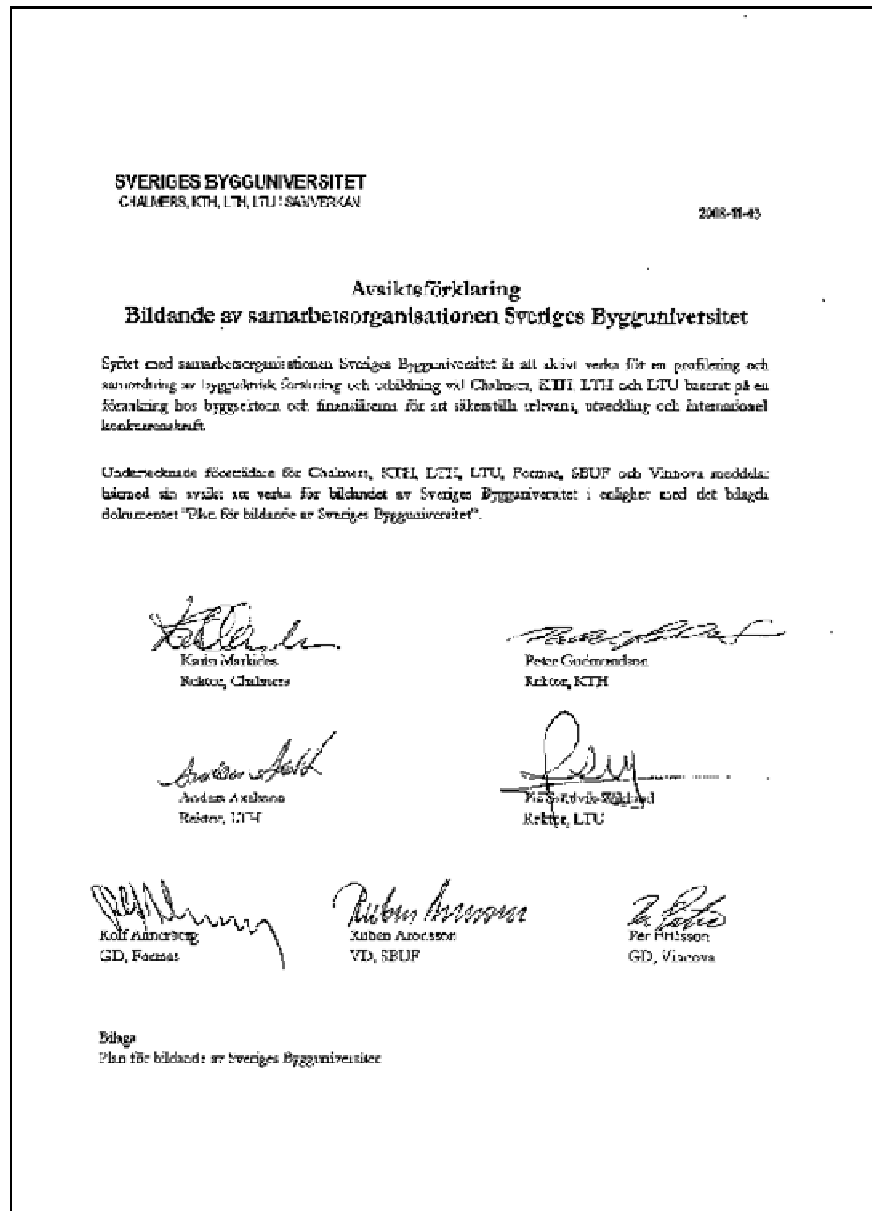 SVERIGES BYGGUNIVERSITET
CHALMERS, KTH, LTH, LTU I SAMVERKAN
Avsiktsförklaring
Bildande av samarbetsorganisationen Sveriges Bygguniversitet
Syftet med samarbetsorganisationen Sveriges Bygguniversitet är att aktivt verka för en profilering och
samordning av byggteknisk forskning och utbildning vid Chalmers, KTH, LTH och LTU baserat på en
förankring hos byggsektorn och finansiärerna för att säkerställa relevans, utveckling och internationell
konkurrenskraft.
Undertecknade företrädare för Chalmers, KTH, LTH, LTU, Formas, SBUF och Vinnova meddelar
härmed sin avsikt att verka för bildandet av Sveriges Bygguniversitet i enlighet med det bilagda
dokumentet "Plan för bildande av Sveriges Bygguniversitet".
Karin Markides
Rektor, Chalmers
Peter Gudmundson
Rektor, KTH
Anders Axelsson
Rektor, LTH
Pia
Rektor, LTU
Rolf Annerberg
GD, Formas
Ruben Aronsson
VD, SBUF
Per Eriksson
GD, Vinnova
Bilaga
Plan för bildande av Sveriges Bygguniversitet